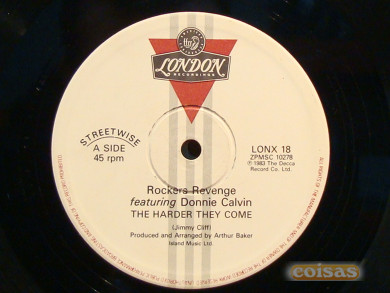 LONDON
RECORDINGS
STREETWISE
A SIDE
45 rpm
LONX 18
ZPMSC 10278
℗ 1983 The Decca
Record Co. Ltd.
Rockers Revenge
featuring Donnie Calvin
THE HARDER THEY COME
(Jimmy Cliff)
Produced and Arranged by Arthur Baker
Island Music Ltd.
coisas